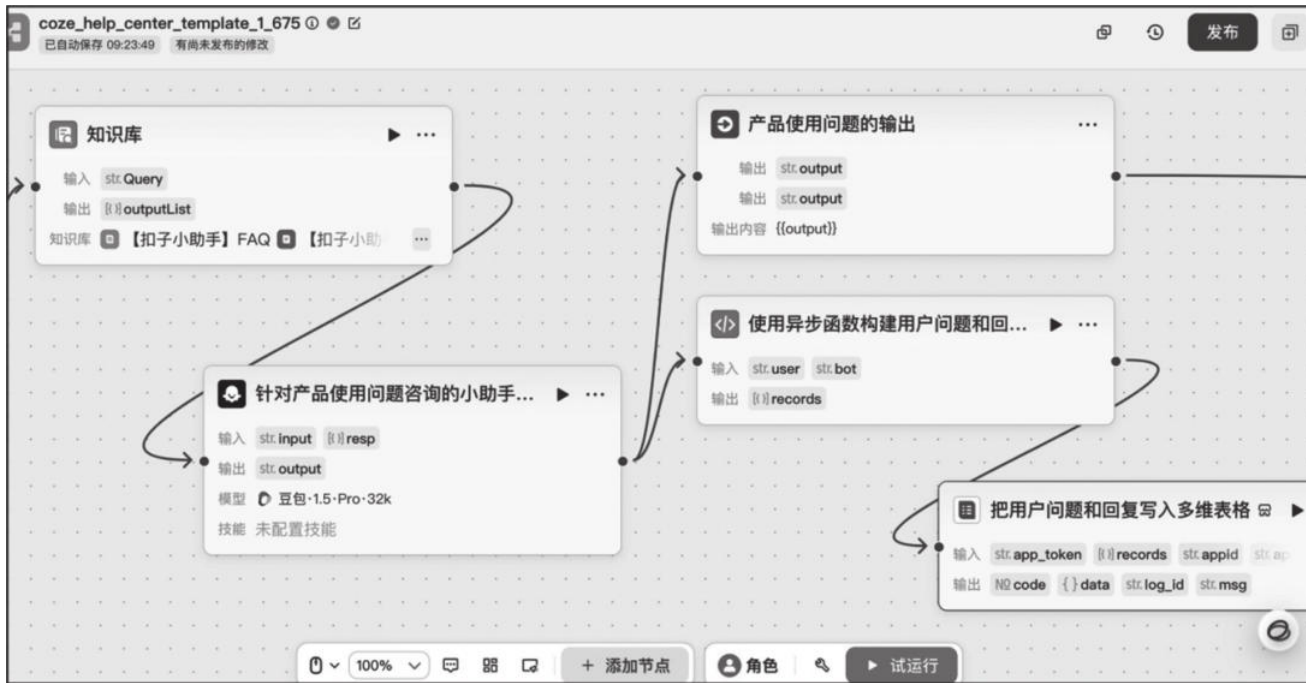 coze_help_center_template_1_675
已自动保存 09:23:49 有尚未发布的修改
发布
知识库
输入 str. Query
输出 [()] outputList
知识库 【扣子小助手】FAQ 【扣子小助
产品使用问题的输出
输出 str. output
输出 str. output
输出内容 {{output}}
使用异步函数构建用户问题和回...
输入 str. user str. bot
输出 [()] records
针对产品使用问题咨询的小助手...
输入 str. input [()] resp
输出 str. output
模型 豆包·1.5·Pro·32k
技能 未配置技能
把用户问题和回复写入多维表格
输入 str. app_token [()] records str. appid str. ap
输出 № code { } data str. log_id str. msg
100% + 添加节点 角色 试运行